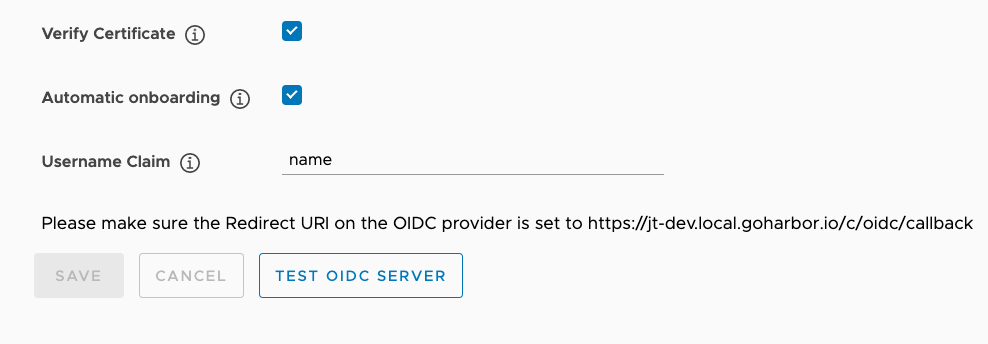 Verify Certificate
Automatic onboarding
Username Claim name
Please make sure the Redirect URI on the OIDC provider is set to https://jt-dev.local.goharbor.io/c/oidc/callback
SAVE CANCEL TEST OIDC SERVER